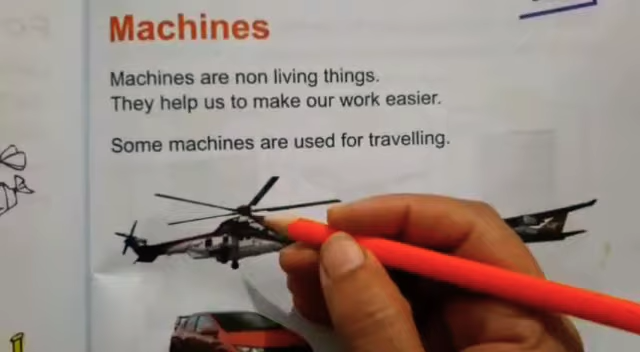 Machines
Machines are non living things.
They help us to make our work easier.
Some machines are used for travelling.